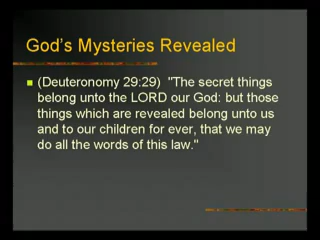 God's Mysteries Revealed
(Deuteronomy 29:29)  "The secret things
belong unto the LORD our God: but those
things which are revealed belong unto us
and to our children for ever, that we may
do all the words of this law."